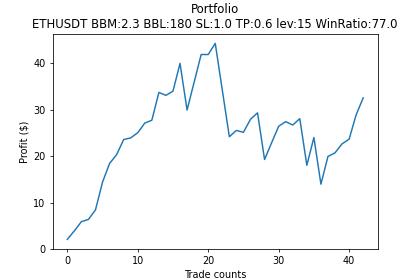 Portfolio
ETHUSDT BBM:2.3 BBL:180 SL:1.0 TP:0.6 lev:15 WinRatio:77.0
40
30
20
10
0
Profit ($)
0 10 20 30 40
Trade counts